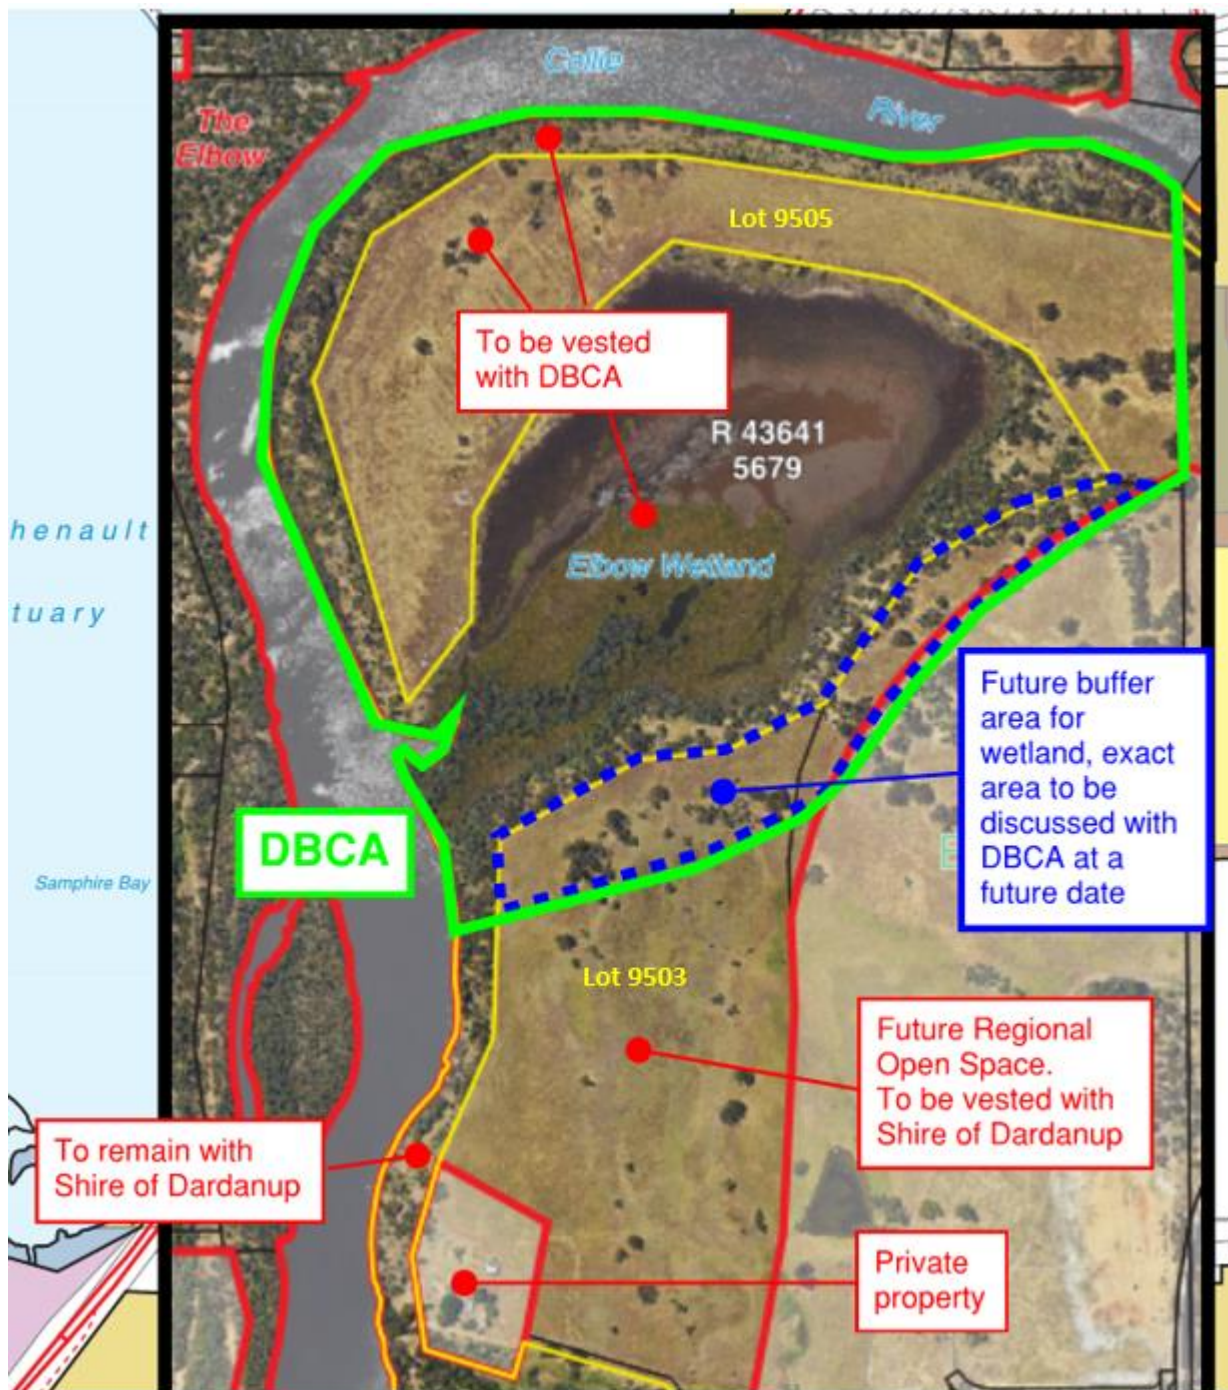 Collie
River
The
Elbow
Lot 9505
To be vested
with DBCA
R 43641
5679
henault
Elbow Wetland
tuary
Future buffer
area for
wetland, exact
area to be
discussed with
DBCA at a
future date
DBCA
Samphire Bay
Lot 9503
Future Regional
Open Space.
To be vested with
Shire of Dardanup
To remain with
Shire of Dardanup
Private
property